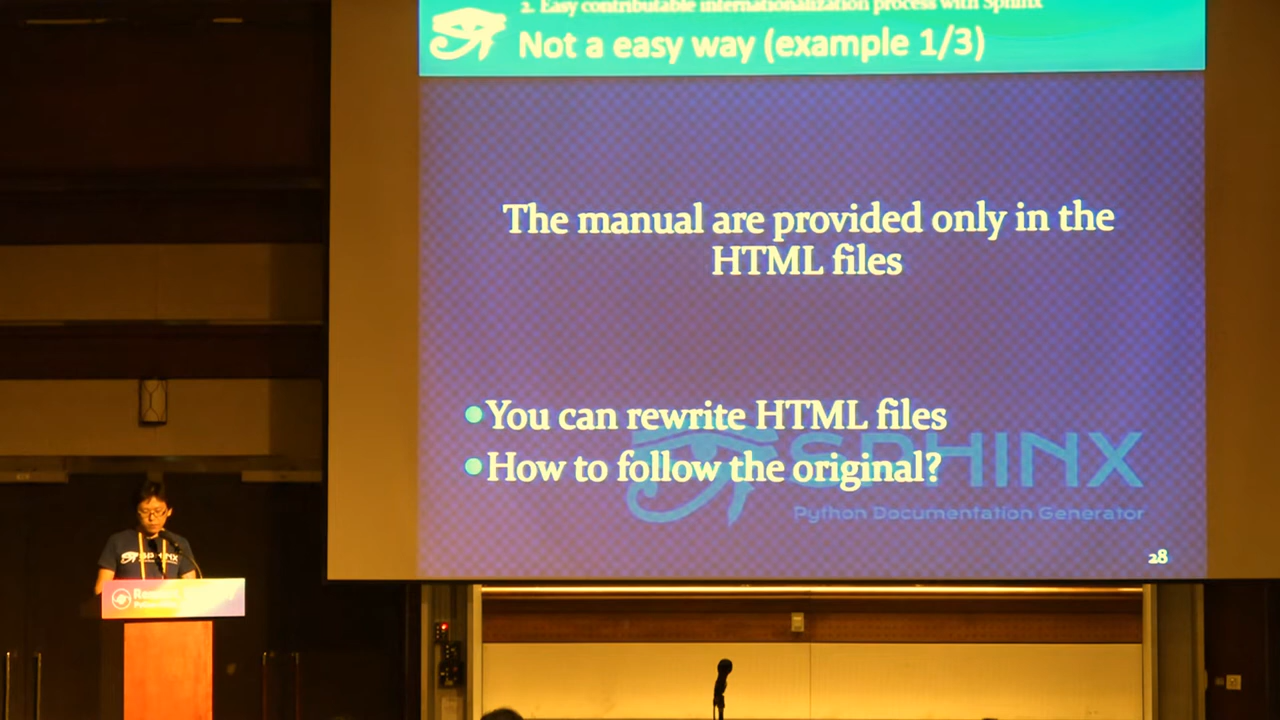 2. Easy contributable internationalization process with Sphinx
Not a easy way (example 1/3)
The manual are provided only in the
HTML files
●You can rewrite HTML files
●How to follow the original?
SPHINX
Python Documentation Generator
28
SPHINX